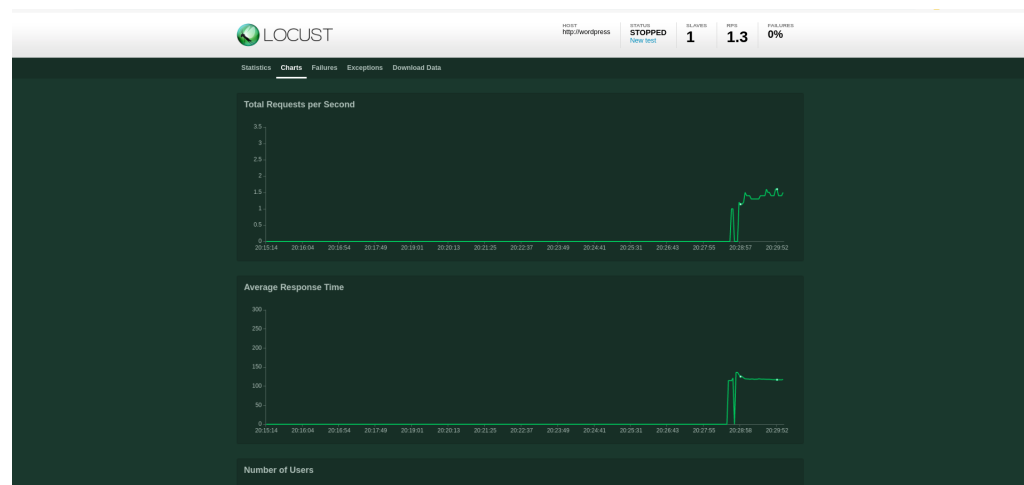 LOCUST
HOST
http://wordpress
STATUS
STOPPED
New test
SLAVES
1
RPS
1.3
FAILURES
0%
Statistics Charts Failures Exceptions Download Data
Total Requests per Second
3.5
3
2.5
2
1.5
1
0.5
0
20:15:14 20:16:04 20:16:54 20:17:49 20:19:01 20:20:13 20:21:25 20:22:37 20:23:49 20:24:41 20:25:31 20:26:43 20:27:55 20:28:57 20:29:52
Average Response Time
300
250
200
150
100
50
0
20:15:14 20:16:04 20:16:54 20:17:49 20:19:01 20:20:13 20:21:25 20:22:37 20:23:49 20:24:41 20:25:31 20:26:43 20:27:55 20:28:58 20:29:52
Number of Users